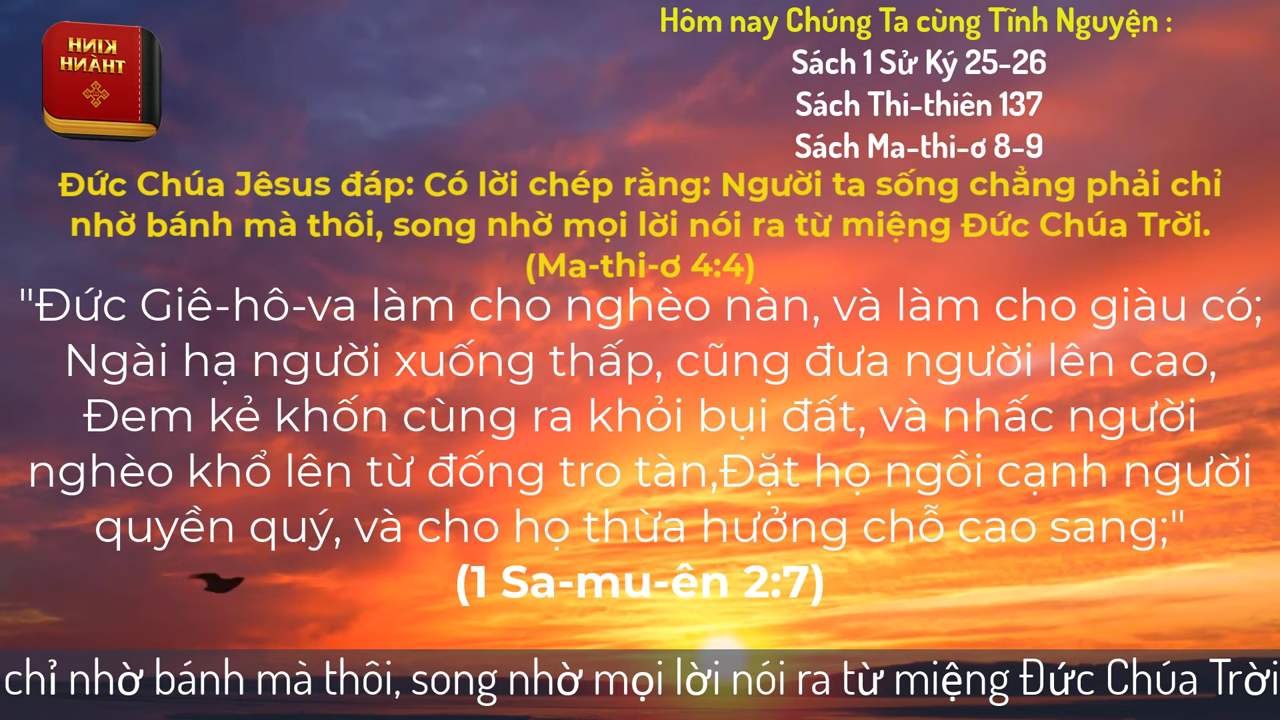 KINH
THÁNH
Hôm nay Chúng Ta cùng Tĩnh Nguyện :
Sách 1 Sử Ký 25-26
Sách Thi-thiên 137
Sách Ma-thi-ơ 8-9
Đức Chúa Jêsus đáp: Có lời chép rằng: Người ta sống chẳng phải chỉ
nhờ bánh mà thôi, song nhờ mọi lời nói ra từ miệng Đức Chúa Trời.
(Ma-thi-ơ 4:4)
"Đức Giê-hô-va làm cho nghèo nàn, và làm cho giàu có;
Ngài hạ người xuống thấp, cũng đưa người lên cao,
Đem kẻ khốn cùng ra khỏi bụi đất, và nhấc người
nghèo khổ lên từ đống tro tàn,Đặt họ ngồi cạnh người
quyền quý, và cho họ thừa hưởng chỗ cao sang;"
(1 Sa-mu-ên 2:7)
chỉ nhờ bánh mà thôi, song nhờ mọi lời nói ra từ miệng Đức Chúa Trời